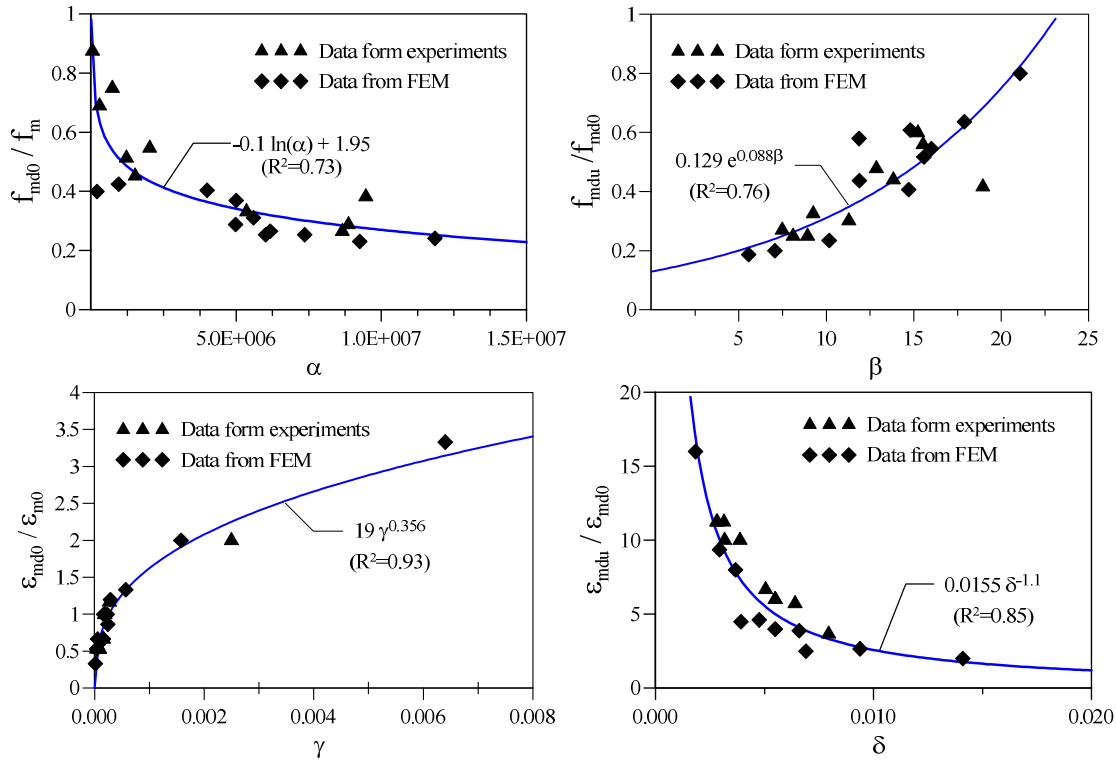 1
0.8
0.6
0.4
0.2
0
f_md0 / f_m
Data form experiments
Data from FEM
-0.1 ln(α) + 1.95
(R²=0.73)
5.0E+006
1.0E+007
1.5E+007
α
1
0.8
0.6
0.4
0.2
0
f_mdu /f_md0
Data form experiments
Data from FEM
0.129 e^0.088β
(R²=0.76)
5
10
15
20
25
β
4
3.5
3
2.5
2
1.5
1
0.5
0
ε_md0 / ε_m0
Data form experiments
Data from FEM
19 γ^0.356
(R²=0.93)
0.000
0.002
0.004
0.006
0.008
γ
20
15
10
5
0
ε_mdu / ε_md0
Data form experiments
Data from FEM
0.0155 δ^-1.1
(R²=0.85)
0.000
0.010
0.020
δ